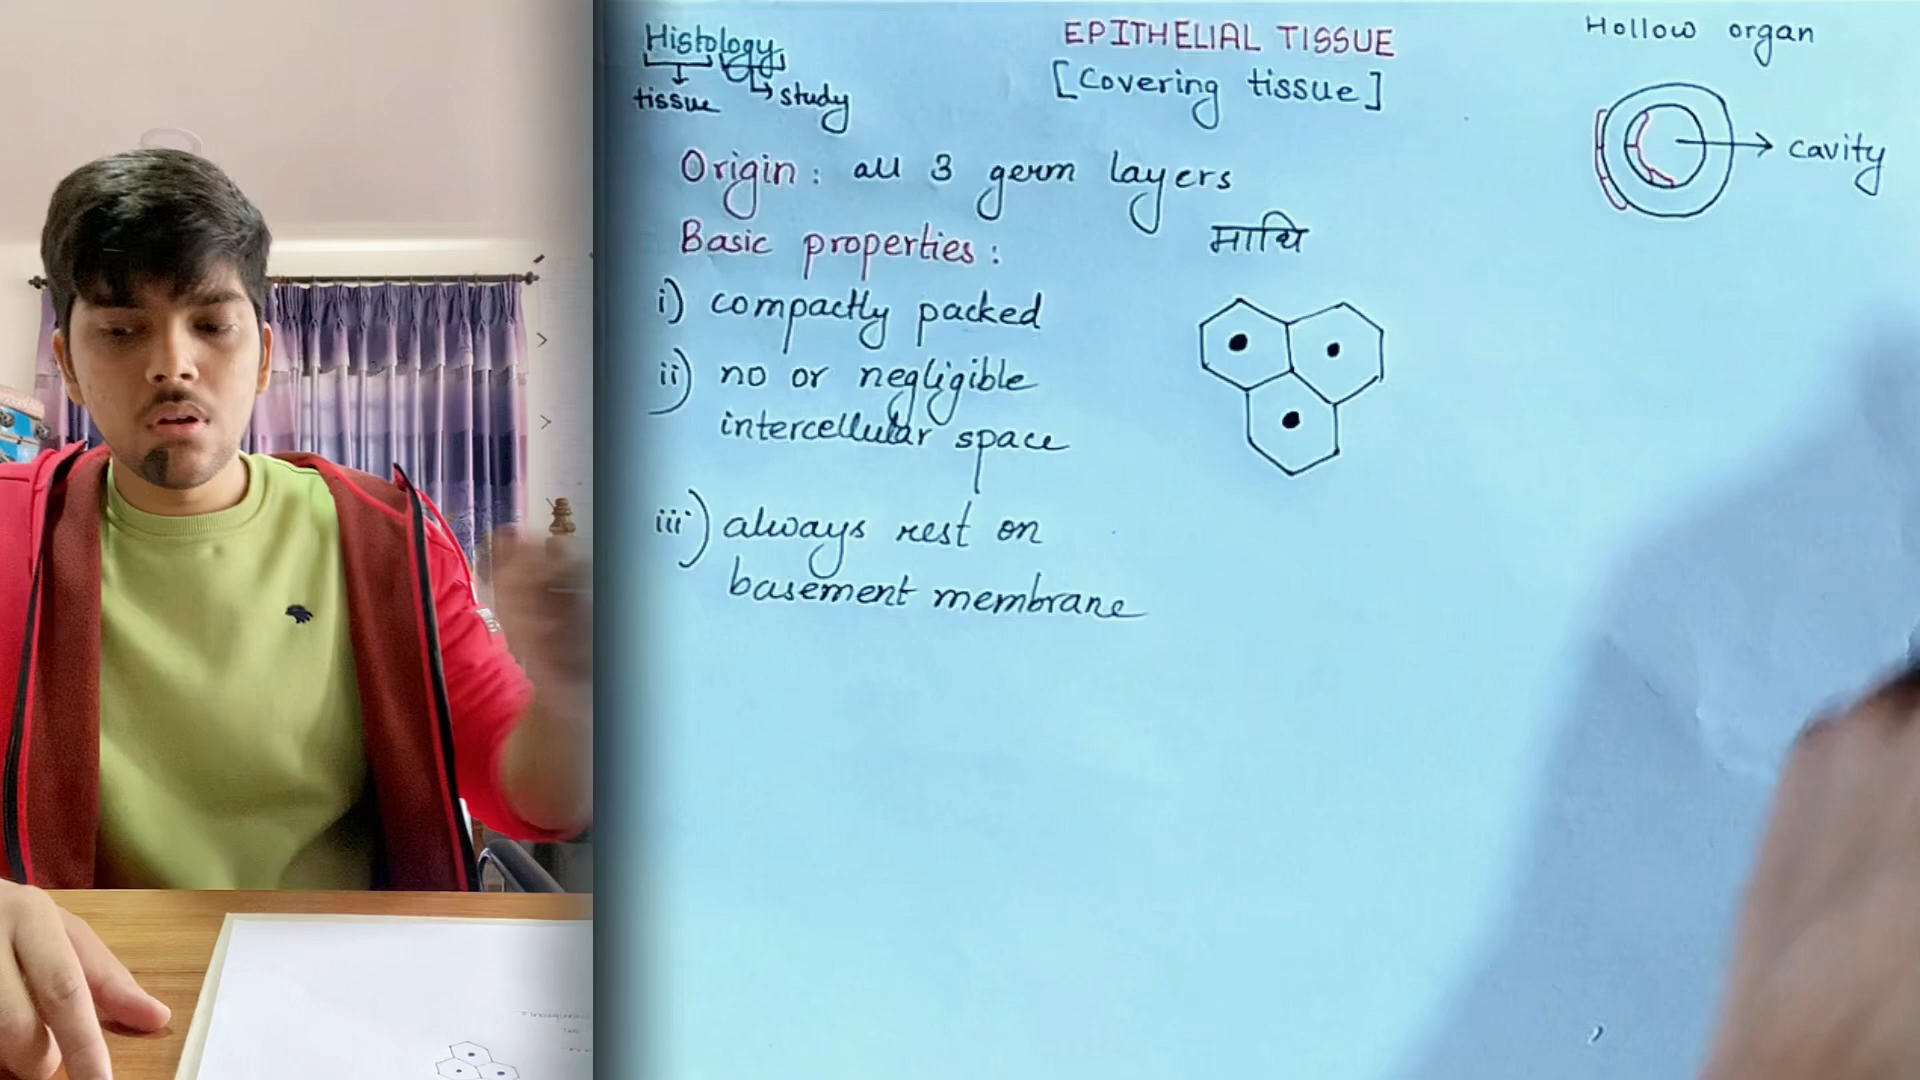 Histology
tissue
study
EPITHELIAL TISSUE
[Covering tissue]
Hollow organ
cavity
Origin: all 3 germ layers
Basic properties:
माथि
i) compactly packed
ii) no or negligible
intercellular space
iii) always rest on
basement membrane